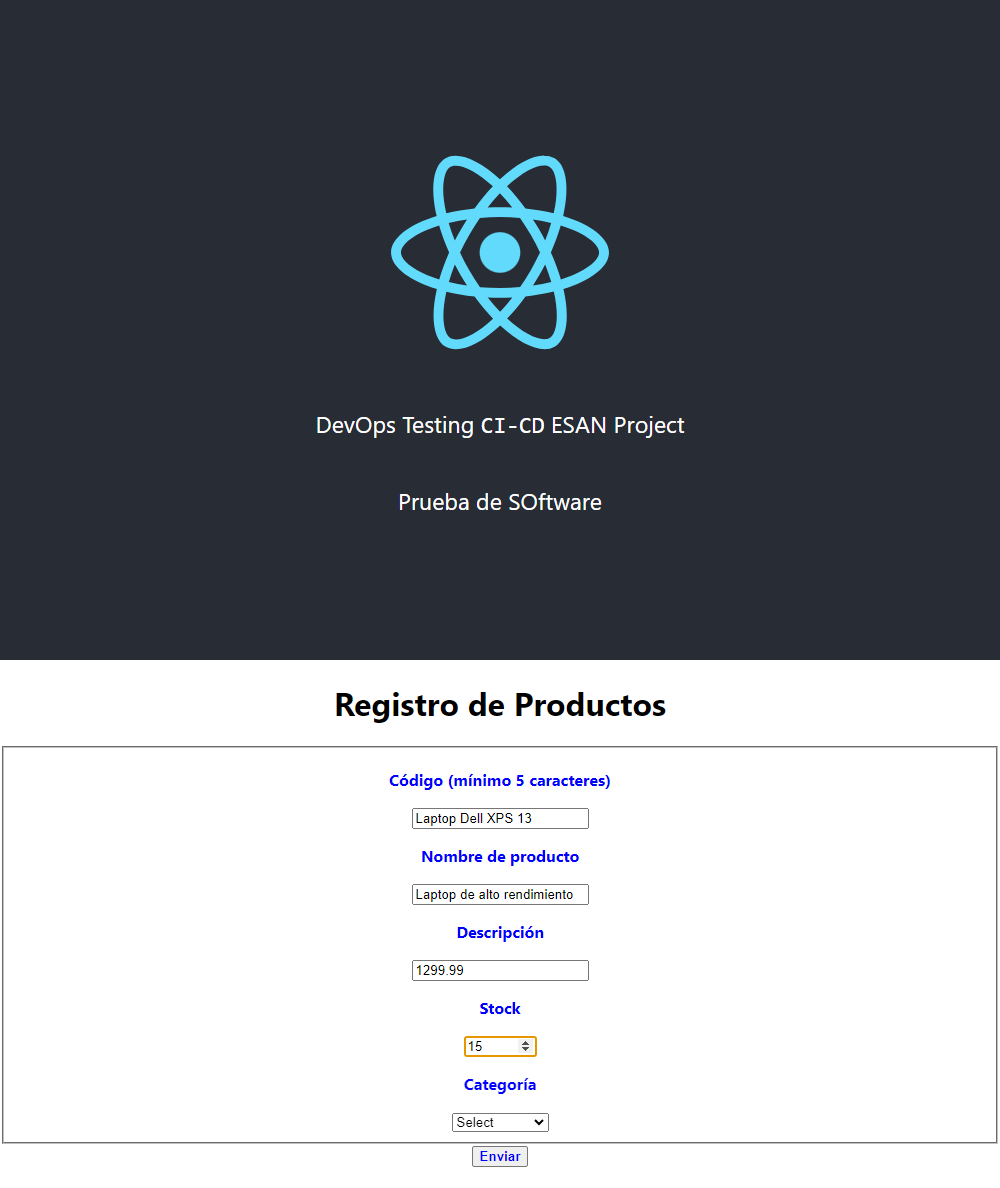 DevOps Testing CI-CD ESAN Project
Prueba de SOftware
Registro de Productos
Código (mínimo 5 caracteres)
Laptop Dell XPS 13
Nombre de producto
Laptop de alto rendimiento
Descripción
1299.99
Stock
15
Categoría
Select
Enviar